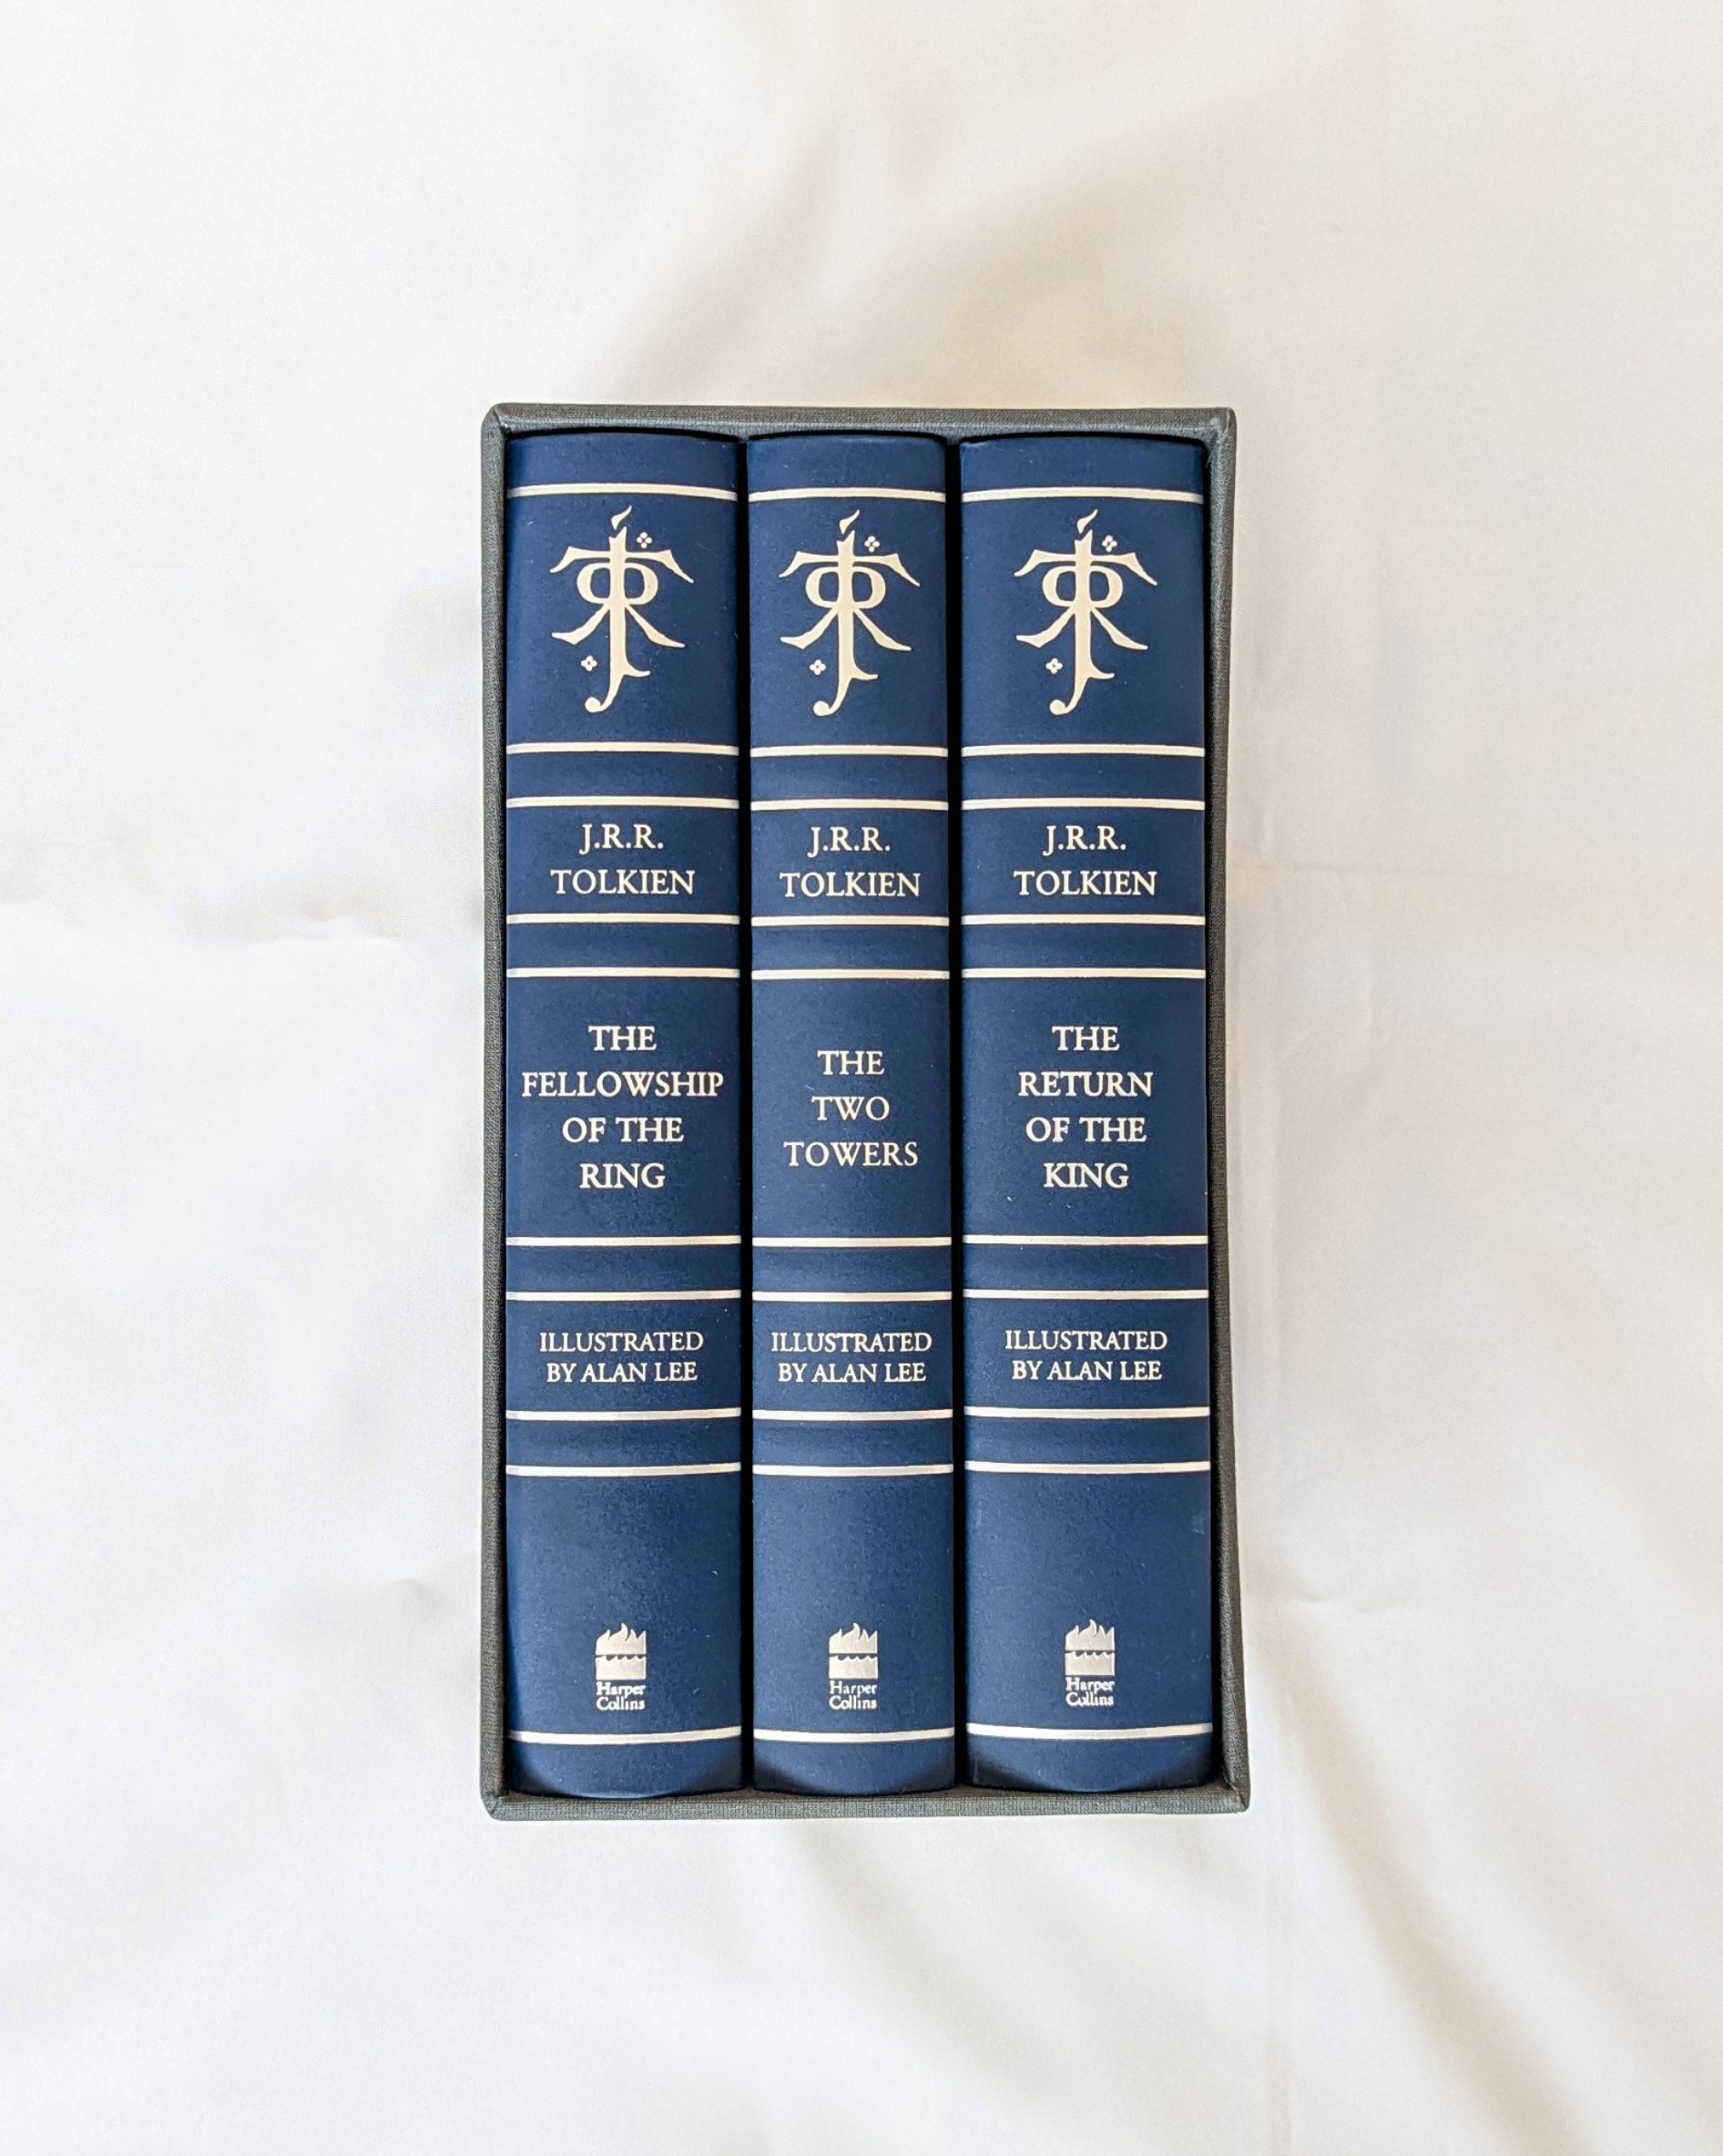 J.R.R.
TOLKIEN
THE
FELLOWSHIP
OF THE
RING
ILLUSTRATED
BY ALAN LEE
Harper
Collins
J.R.R.
TOLKIEN
THE
TWO
TOWERS
ILLUSTRATED
BY ALAN LEE
Harper
Collins
J.R.R.
TOLKIEN
THE
RETURN
OF THE
KING
ILLUSTRATED
BY ALAN LEE
Harper
Collins